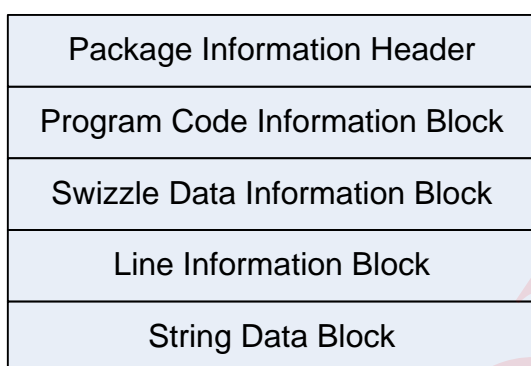 Package Information Header
Program Code Information Block
Swizzle Data Information Block
Line Information Block
String Data Block